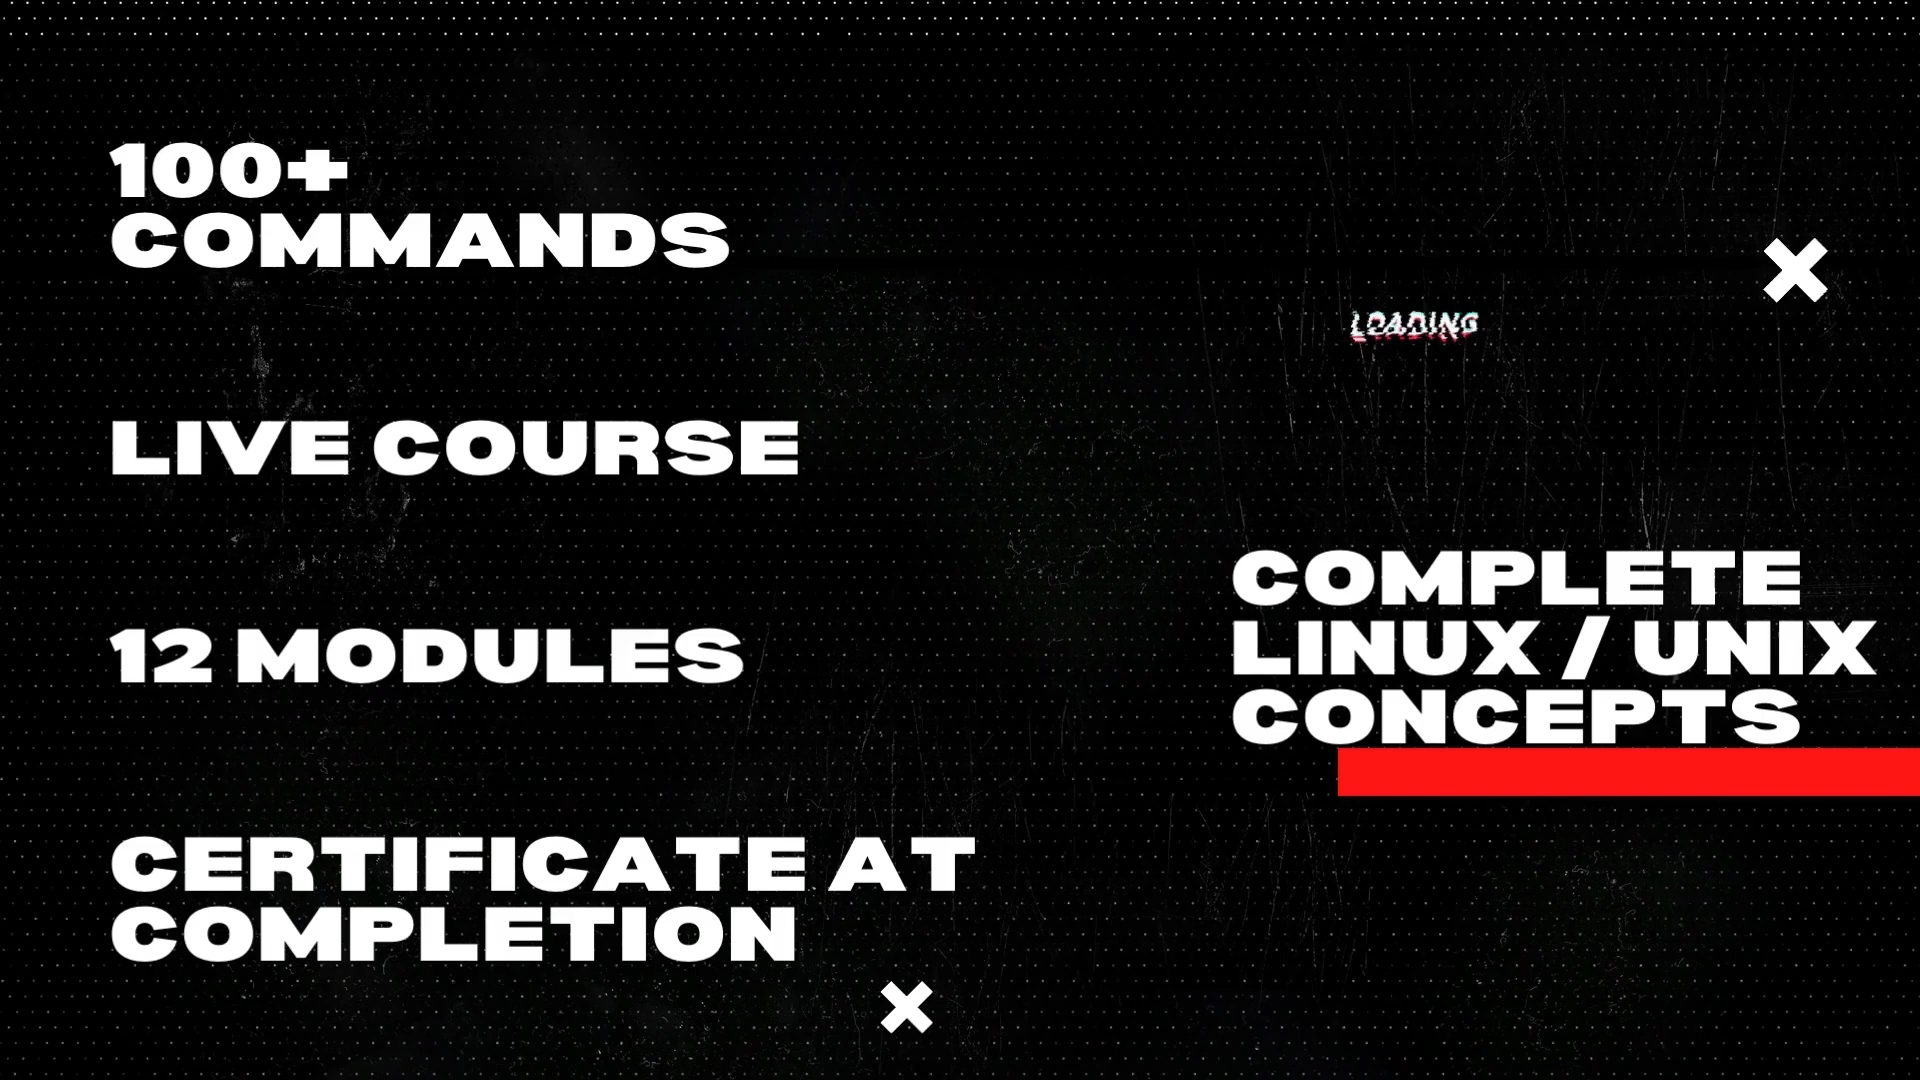 100+
COMMANDS
LIVE COURSE
12 MODULES
CERTIFICATE AT
COMPLETION
LOADING
COMPLETE
LINUX / UNIX
CONCEPTS